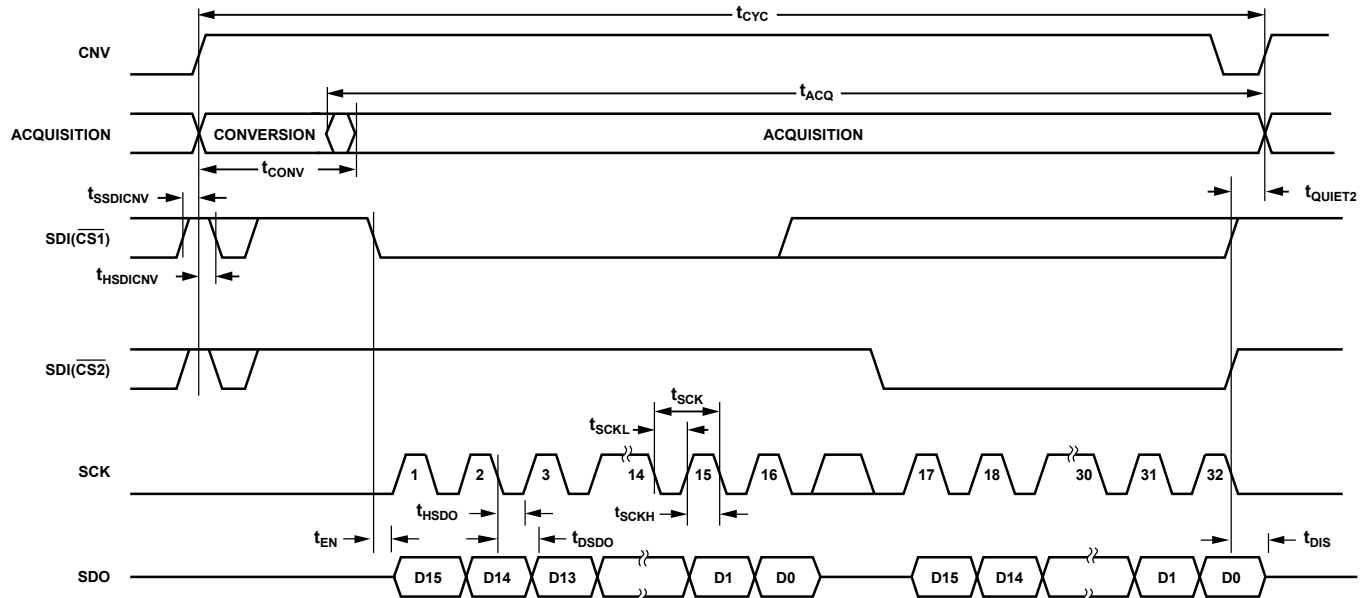 tCYC
CNV
tACQ
ACQUISITION CONVERSION ACQUISITION
tCONV
tSSDICNV tQUIET2
SDI(CS1)
tHSDICNV
SDI(CS2)
tSCK
tSCKL
SCK 1 2 3 14 15 16 17 18 30 31 32
tHSDO tSCKH
tEN tDSDO tDIS
SDO D15 D14 D13 D1 D0 D15 D14 D1 D0